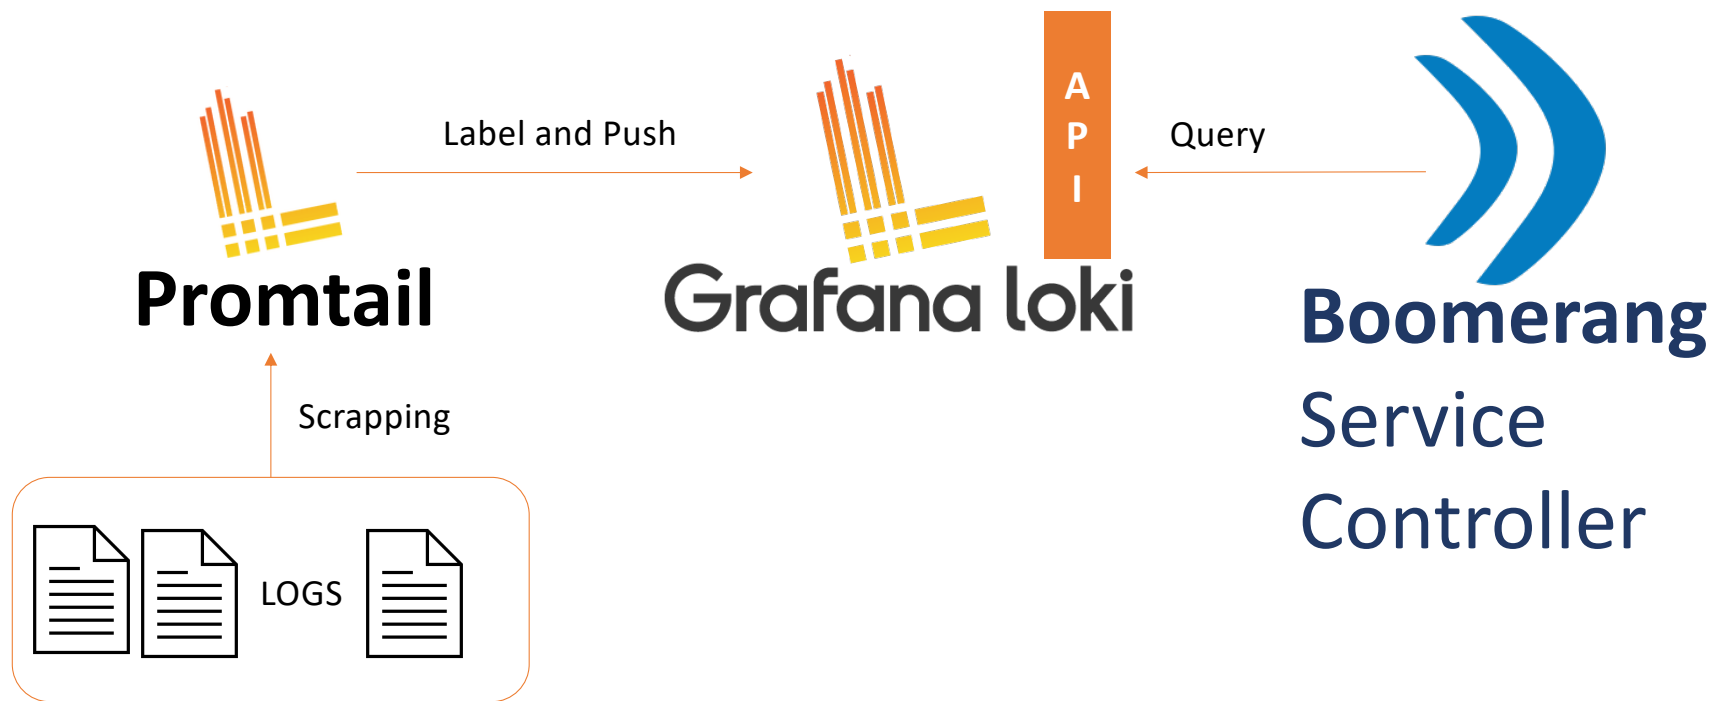 Label and Push
A
P
I
Query
Promtail
Grafana loki
Boomerang
Service
Controller
Scrapping
LOGS